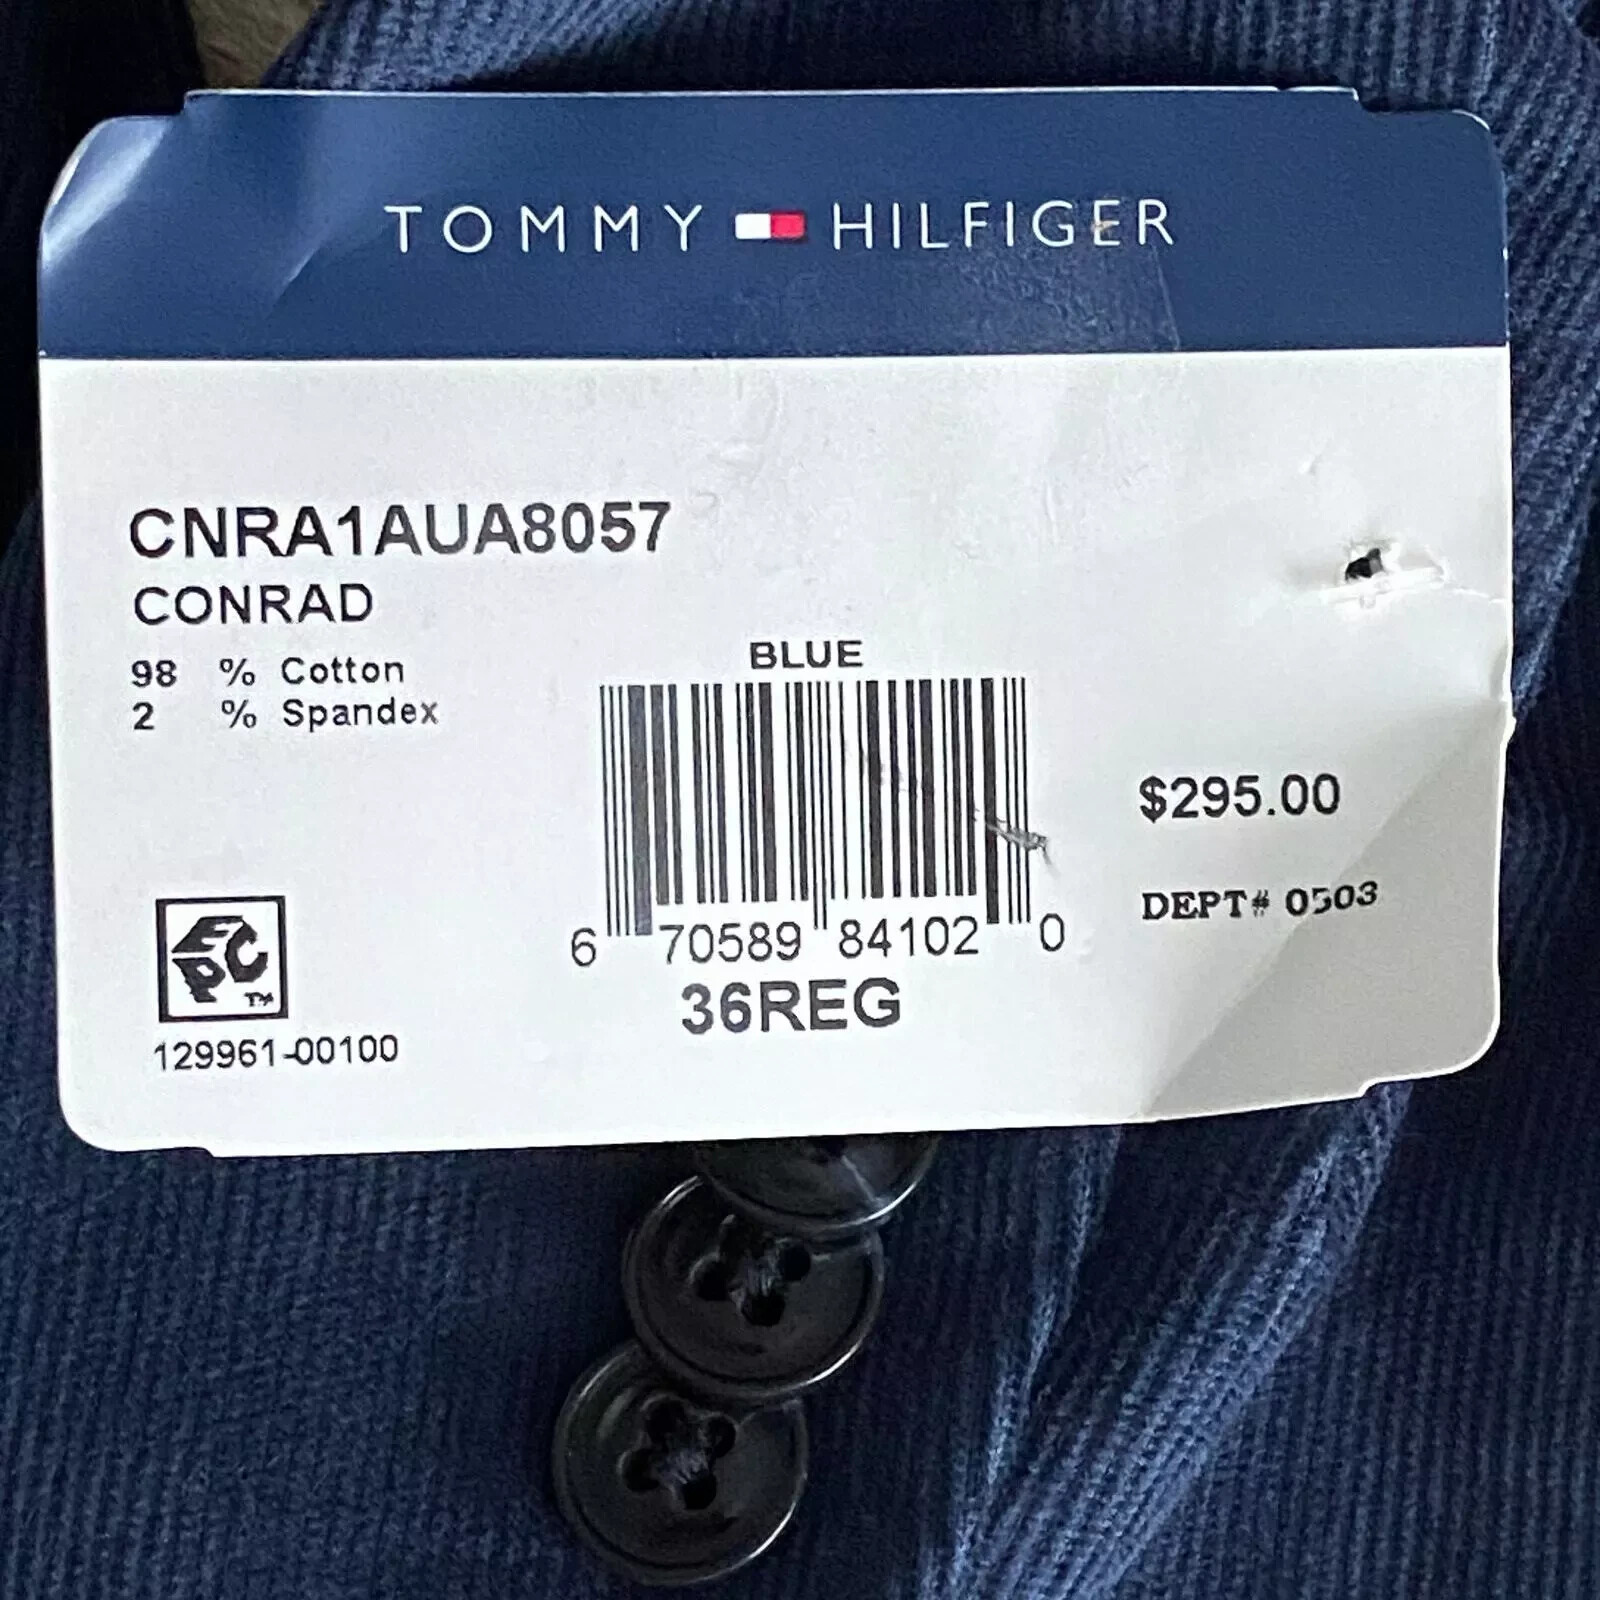 TOMMY HILFIGER
CNRA1AUA8057
CONRAD
98 % Cotton
2 % Spandex
BLUE
6 70589 84102 0
36REG
$295.00
DEPT# 0503
EPC™
129961-00100